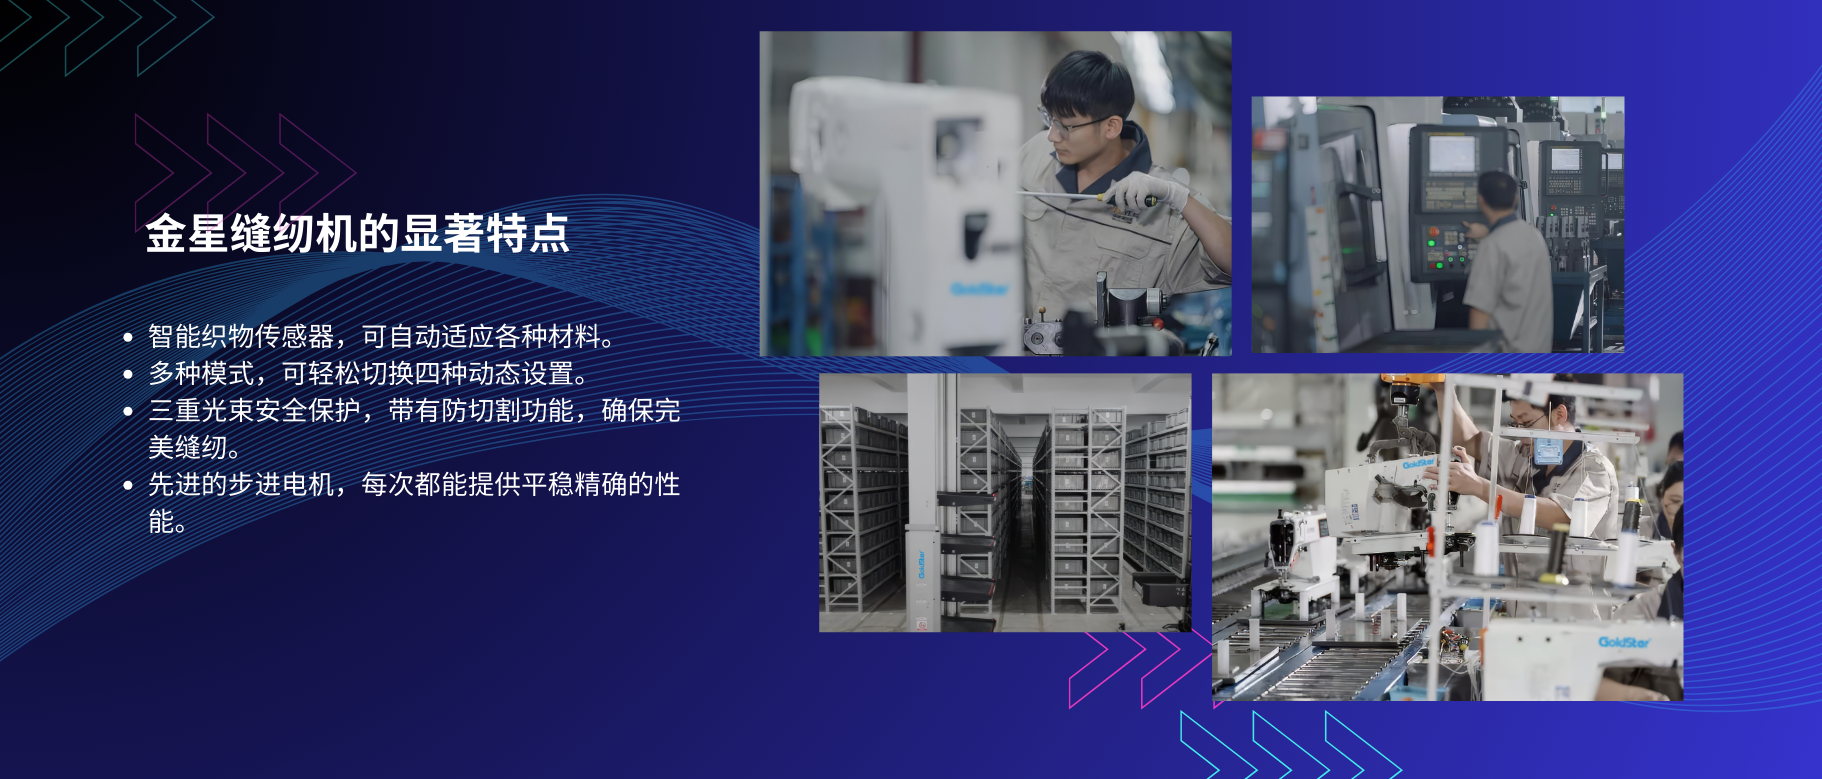 金星缝纫机的显著特点
智能织物传感器，可自动适应各种材料。
多种模式，可轻松切换四种动态设置。
三重光束安全保护，带有防切割功能，确保完
美缝纫。
先进的步进电机，每次都能提供平稳精确的性
能。
GoldStar
GoldStar
GoldStar
GoldStar